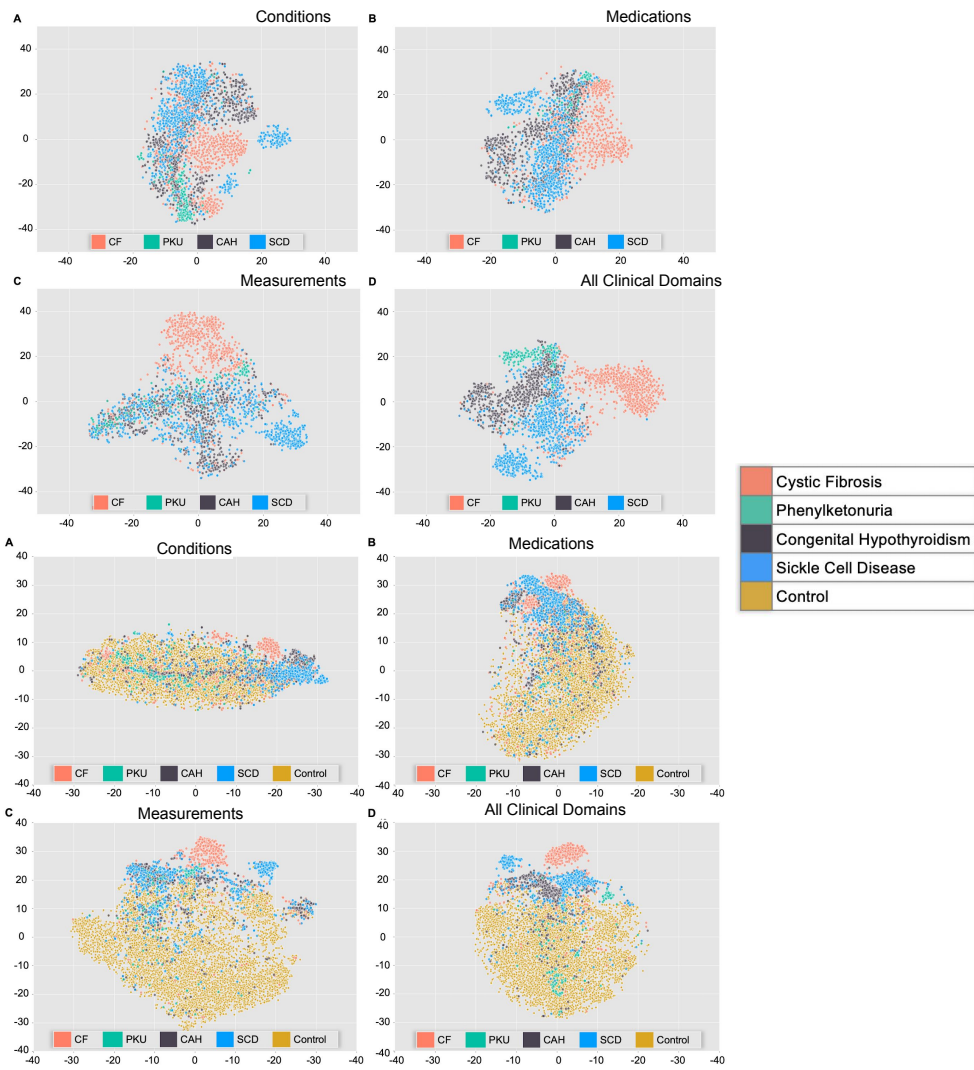 A Conditions
B Medications
40
20
0
-20
-40
40
20
0
-20
-40
CF PKU CAH SCD
CF PKU CAH SCD
-40 -20 0 20 40
-40 -20 0 20 40
C Measurements
D All Clinical Domains
40
20
0
-20
-40
40
20
0
-20
-40
CF PKU CAH SCD
CF PKU CAH SCD
-40 -20 0 20 40
-40 -20 0 20 40
Cystic Fibrosis
Phenylketonuria
Congenital Hypothyroidism
Sickle Cell Disease
Control
A Conditions
B Medications
40
30
20
10
0
-10
-20
-30
40
30
20
10
0
-10
-20
-30
CF PKU CAH SCD Control
CF PKU CAH SCD Control
-40 -30 -20 -10 0 -10 -20 -30 -40
40 -30 -20 -10 0 -10 -20 -30 -40
C Measurements
D All Clinical Domains
40
30
20
10
0
-10
-20
-30
-40
40
30
20
10
0
-10
-20
-30
-40
CF PKU CAH SCD Control
CF PKU CAH SCD Control
-40 -30 -20 -10 0 -10 -20 -30 -40
-40 -30 -20 -10 0 -10 -20 -30 -40